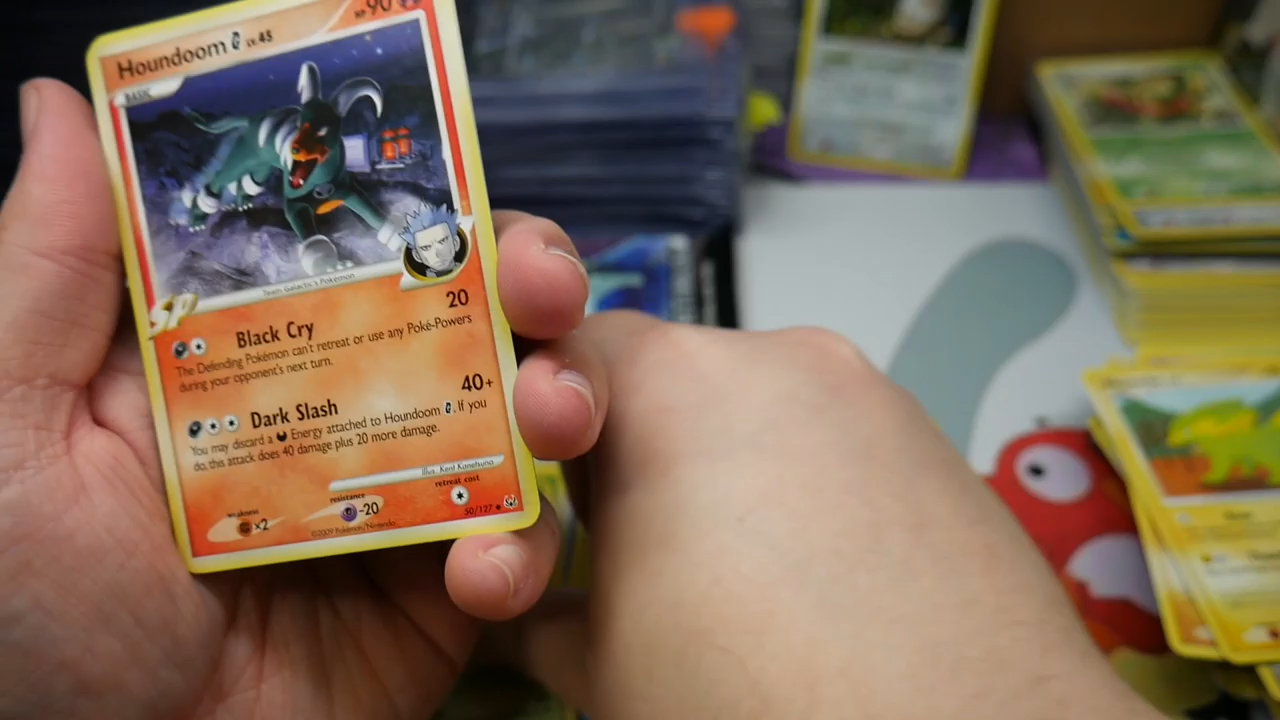 Houndoom G LV.45 HP 90
BASIC
Team Galactic's Pokémon
SP
Black Cry 20
The Defending Pokémon can't retreat or use any Poké-Powers
during your opponent's next turn.
Dark Slash 40+
You may discard a Energy attached to Houndoom G. If you
do, this attack does 40 damage plus 20 more damage.
Illus. Kent Kanetsuna
weakness resistance retreat cost
×2 -20
©2009 Pokémon/Nintendo 50/127